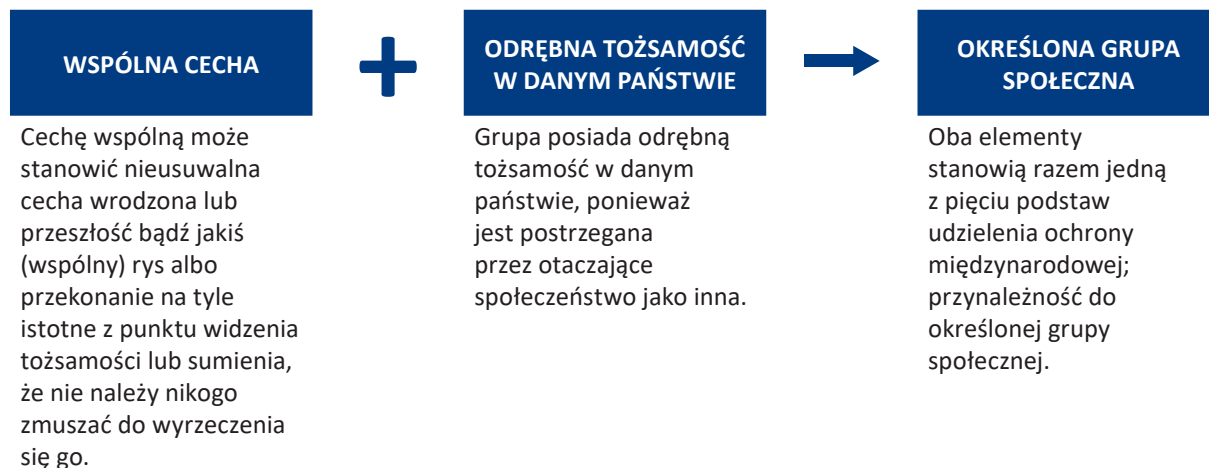 WSPÓLNA CECHA
Cechę wspólną może
stanowić nieusuwalna
cecha wrodzona lub
przeszłość bądź jakiś
(wspólny) rys albo
przekonanie na tyle
istotne z punktu widzenia
tożsamości lub sumienia,
że nie należy nikogo
zmuszać do wyrzeczenia
się go.
+
ODRĘBNA TOŻSAMOŚĆ
W DANYM PAŃSTWIE
Grupa posiada odrębną
tożsamość w danym
państwie, ponieważ
jest postrzegana
przez otaczające
społeczeństwo jako inna.
OKREŚLONA GRUPA
SPOŁECZNA
Oba elementy
stanowią razem jedną
z pięciu podstaw
udzielenia ochrony
międzynarodowej;
przynależność do
określonej grupy
społecznej.